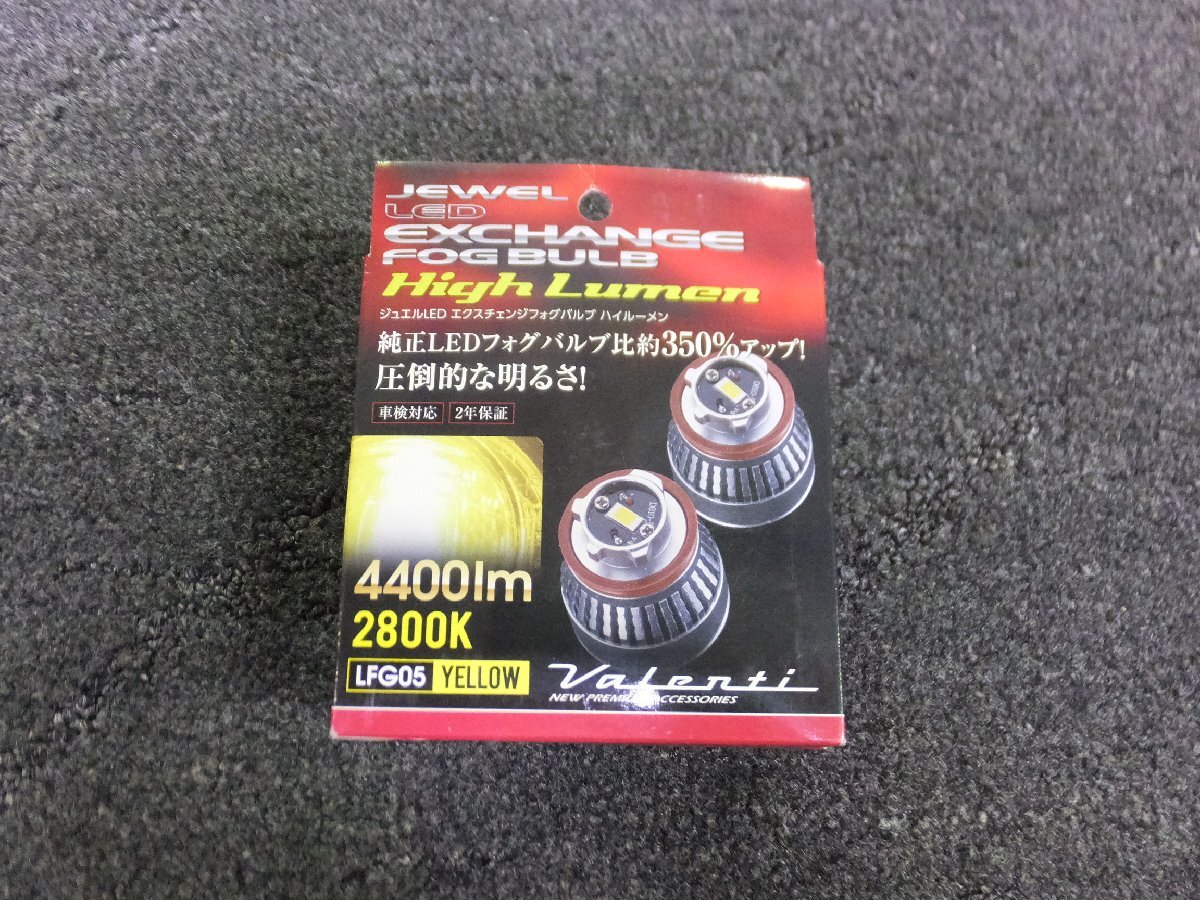 JEWEL
LED
EXCHANGE
FOG BULB
High Lumen
ジュエルLED エクスチェンジフォグバルブ ハイルーメン
純正LEDフォグバルブ比約350%アップ!
圧倒的な明るさ!
車検対応 2年保証
4400lm
2800K
LFG05 YELLOW
Valenti
NEW PREMIUM ACCESSORIES